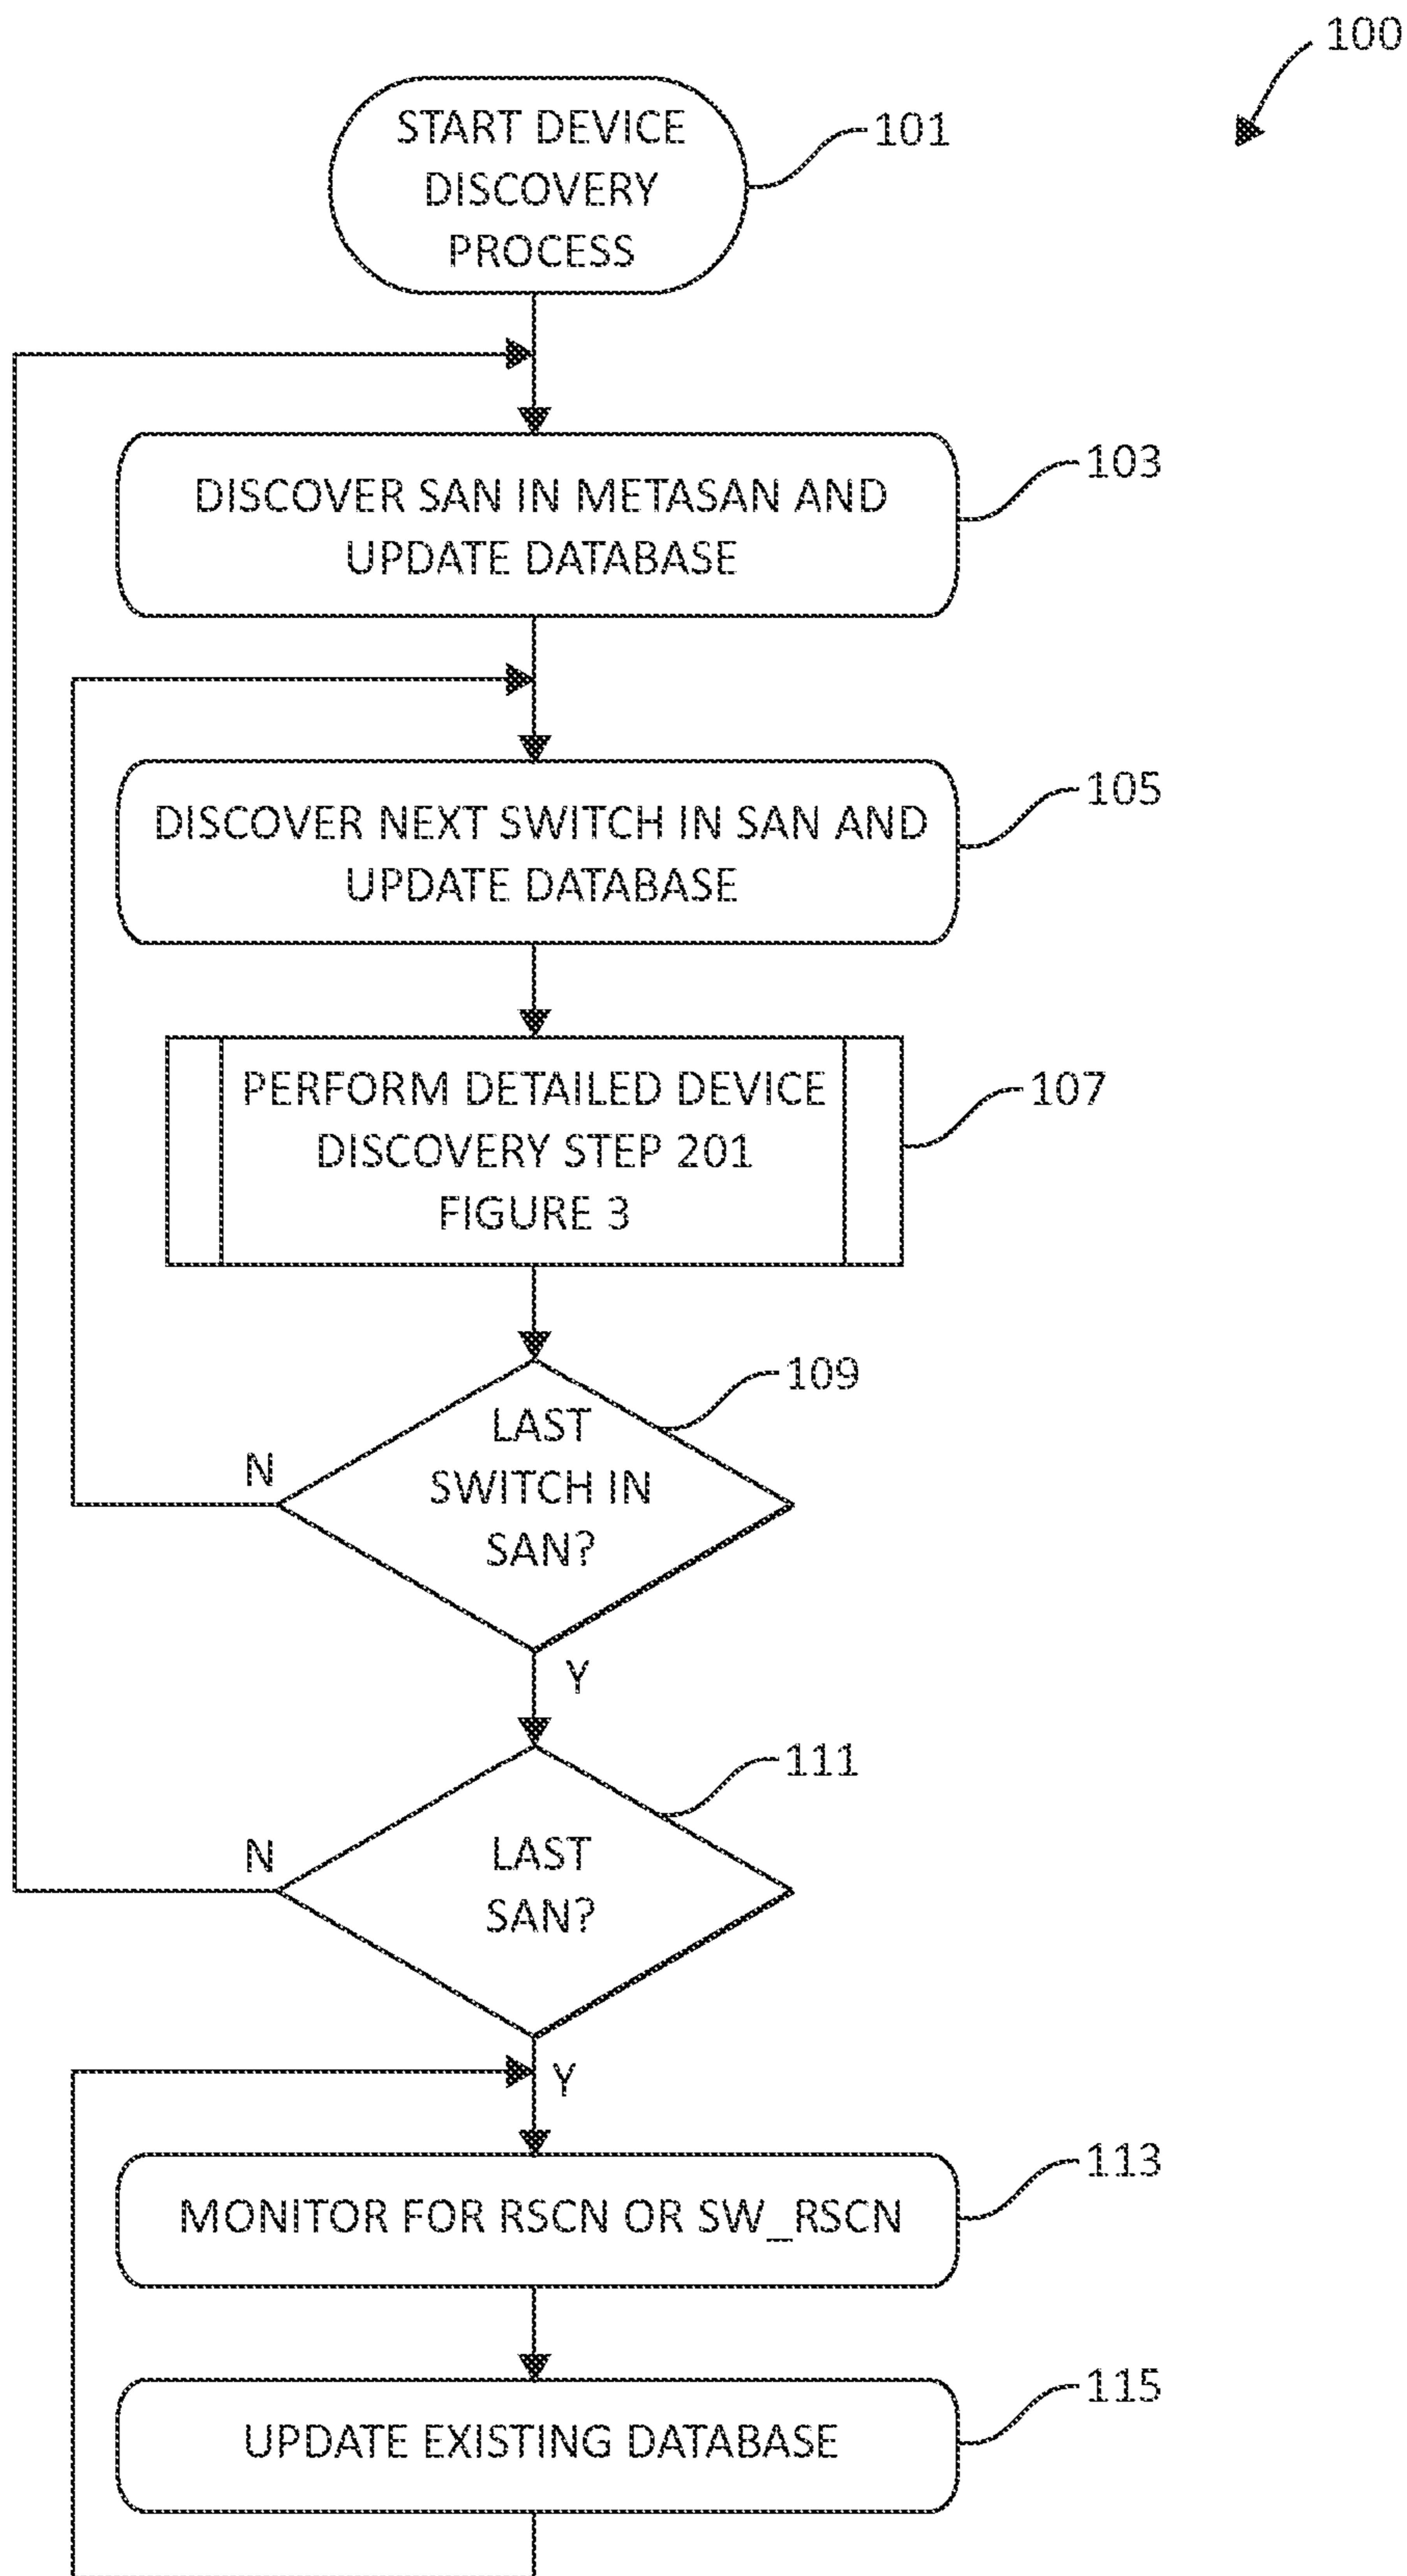 100
START DEVICE
DISCOVERY
PROCESS
101
DISCOVER SAN IN METASAN AND
UPDATE DATABASE
103
DISCOVER NEXT SWITCH IN SAN AND
UPDATE DATABASE
105
PERFORM DETAILED DEVICE
DISCOVERY STEP 201
FIGURE 3
107
LAST
SWITCH IN
SAN?
109
N
Y
LAST
SAN?
111
N
Y
MONITOR FOR RSCN OR SW_RSCN
113
UPDATE EXISTING DATABASE
115